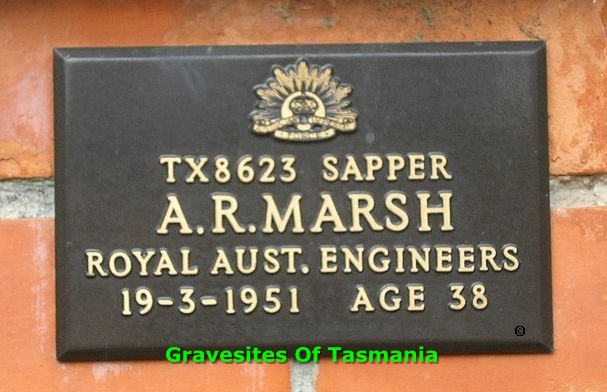 TX8623 SAPPER
A.R.MARSH
ROYAL AUST. ENGINEERS
19-3-1951 AGE 38
©
Gravesites Of Tasmania